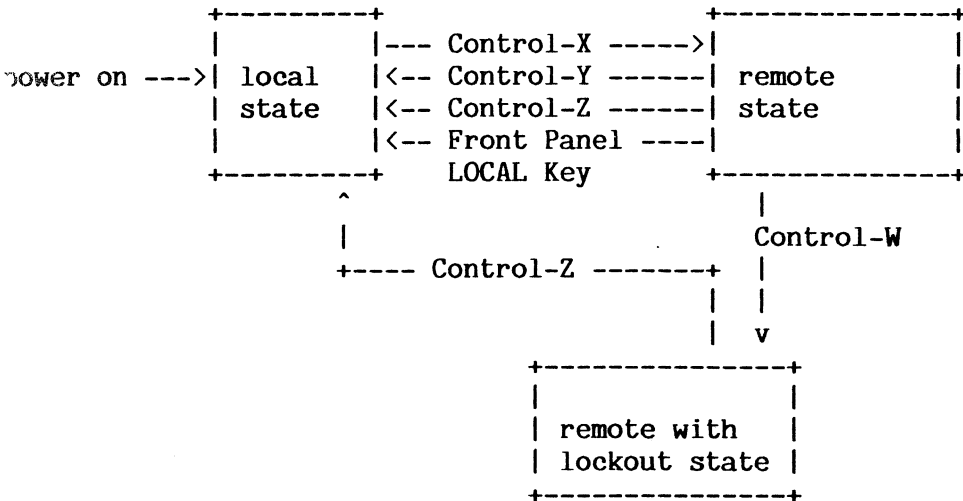 --- Control-X ----->
power on ---> local <-- Control-Y ------ remote
state <-- Control-Z ------ state
<-- Front Panel ----
LOCAL Key
Control-W
+---- Control-Z -------+
v
remote with
lockout state